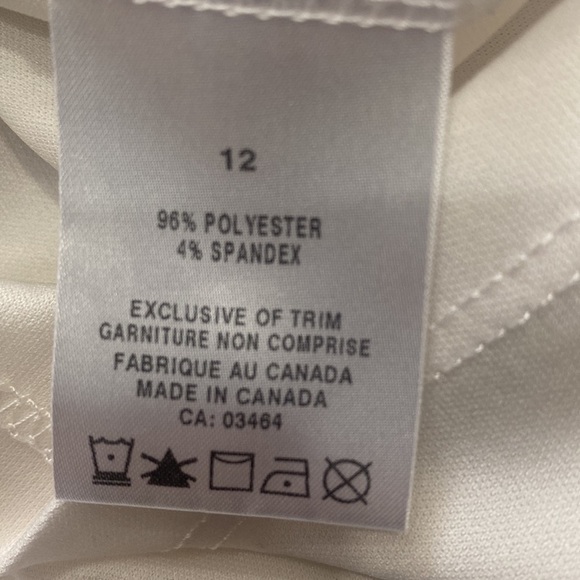 12
96% POLYESTER
4% SPANDEX
EXCLUSIVE OF TRIM
GARNITURE NON COMPRISE
FABRIQUE AU CANADA
MADE IN CANADA
CA: 03464